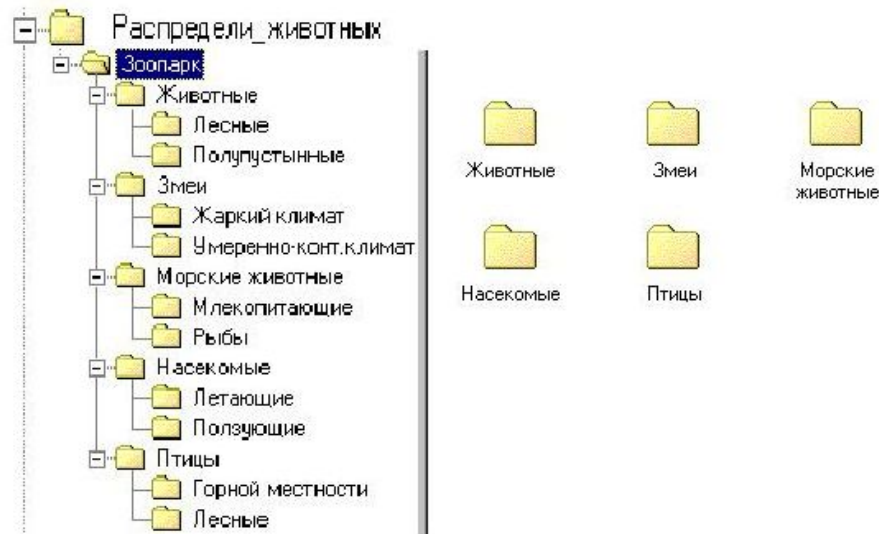 Распредели_животных
Зоопарк
Животные
Лесные
Полупустынные
Змеи
Жаркий климат
Умеренно-конт.климат
Морские животные
Млекопитающие
Рыбы
Насекомые
Летающие
Ползующие
Птицы
Горной местности
Лесные
Животные
Змеи
Морские
животные
Насекомые
Птицы